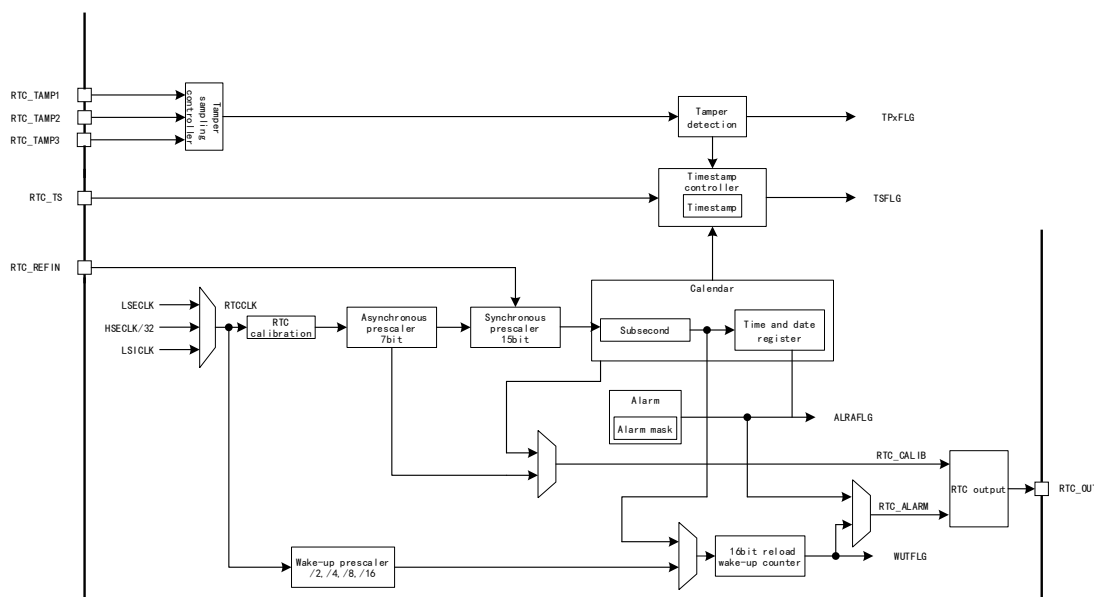 RTC_TAMP1
RTC_TAMP2
RTC_TAMP3
Tamper
sampling
controller
Tamper
detection
TPxFLG
Timestamp
controller
Timestamp
RTC_TS
TSFLG
RTC_REFIN
Calendar
LSECLK
HSECLK/32
LSICLK
RTCCLK
RTC
calibration
Asynchronous
prescaler
7bit
Synchronous
prescaler
15bit
Subsecond
Time and date
register
Alarm
Alarm mask
ALRAFLG
RTC_CALIB
RTC output
RTC_OU
RTC_ALARM
Wake-up prescaler
/2, /4, /8, /16
16bit reload
wake-up counter
WUTFLG